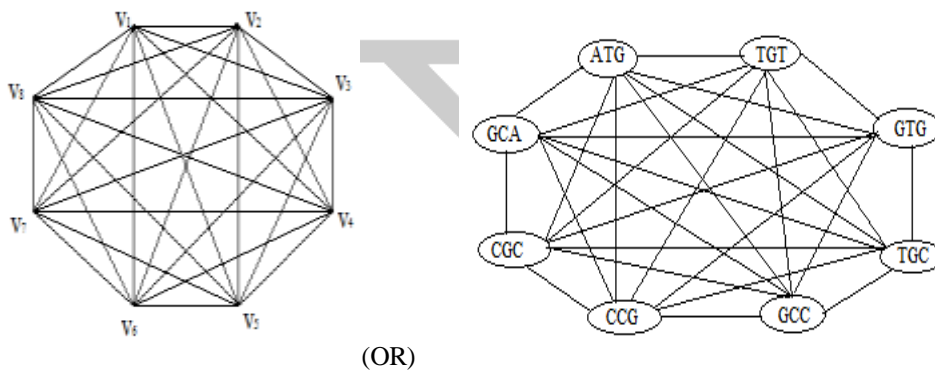 V1 V2
V8 V3
V7 V4
V6 V5
(OR)
ATG TGT
GCA GTG
CGC TGC
CCG GCC